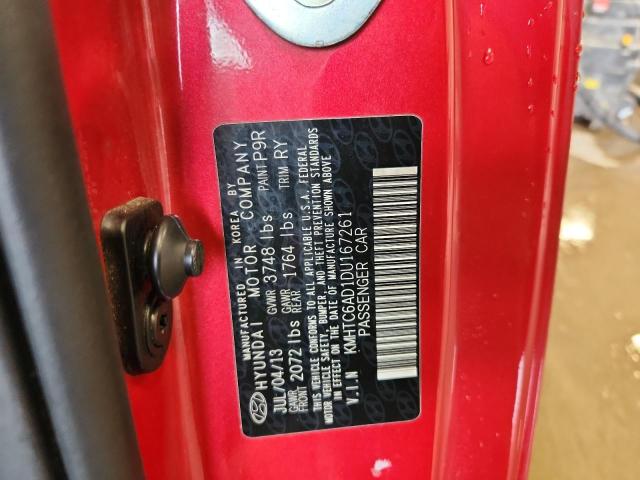 MANUFACTURED IN KOREA BY
HYUNDAI MOTOR COMPANY
JUL/04/13 GVWR 3748 lbs PAINT P9R
GAWR FRONT 2072 lbs GAWR REAR 1764 lbs TRIM RY
THIS VEHICLE CONFORMS TO ALL APPLICABLE U.S.A. FEDERAL
MOTOR VEHICLE SAFETY, BUMPER, AND THEFT PREVENTION STANDARDS
IN EFFECT ON THE DATE OF MANUFACTURE SHOWN ABOVE
V.I.N KMHTC6AD1DU167261
PASSENGER CAR